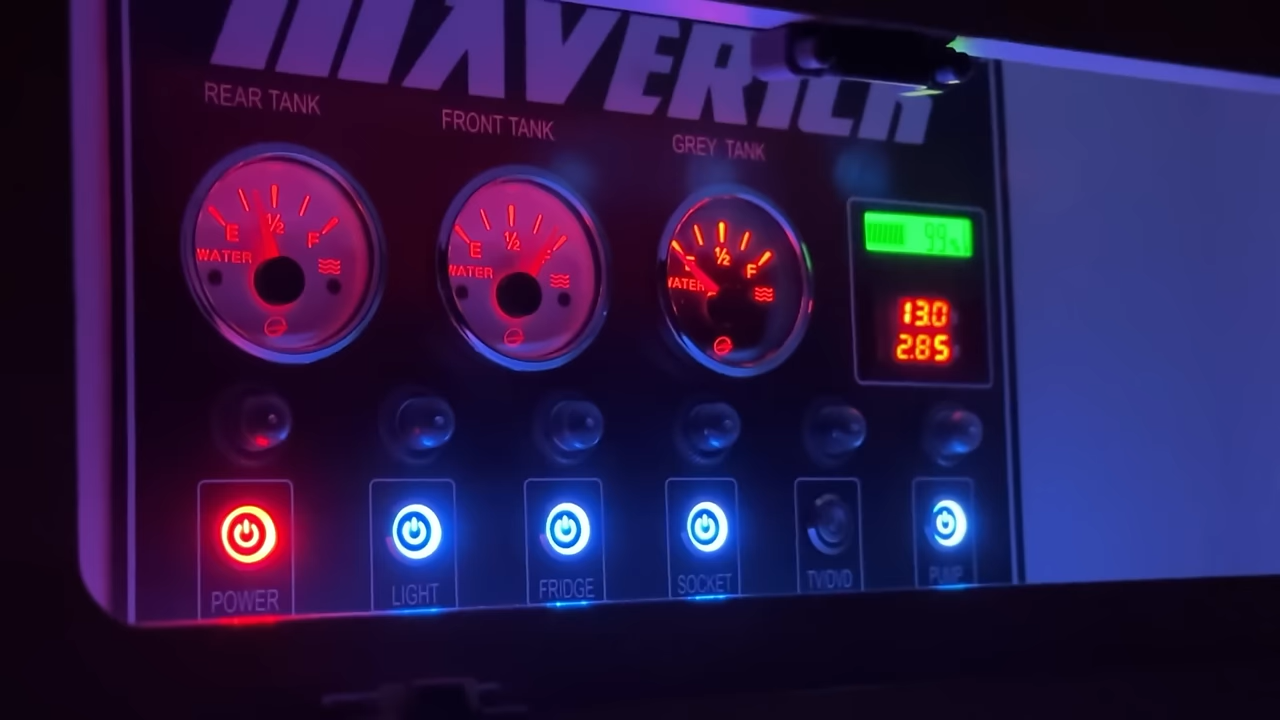 MAVERICK
REAR TANK
FRONT TANK
GREY TANK
E
1/2
F
WATER
E
1/2
WATER
E
1/2
F
WATER
99%
13.0
2.85
POWER
LIGHT
FRIDGE
SOCKET
TV/DVD
PUMP